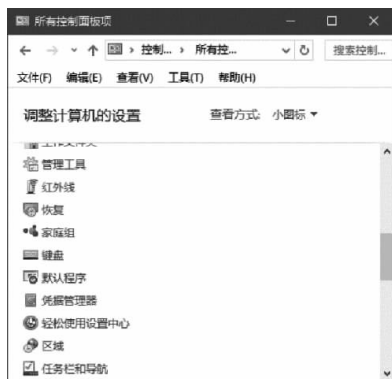 所有控制面板项
控制... 所有控... 搜索控制...
文件(F) 编辑(E) 查看(V) 工具(T) 帮助(H)
调整计算机的设置 查看方式: 小图标
管理工具
红外线
恢复
家庭组
键盘
默认程序
凭据管理器
轻松使用设置中心
区域
任务栏和导航